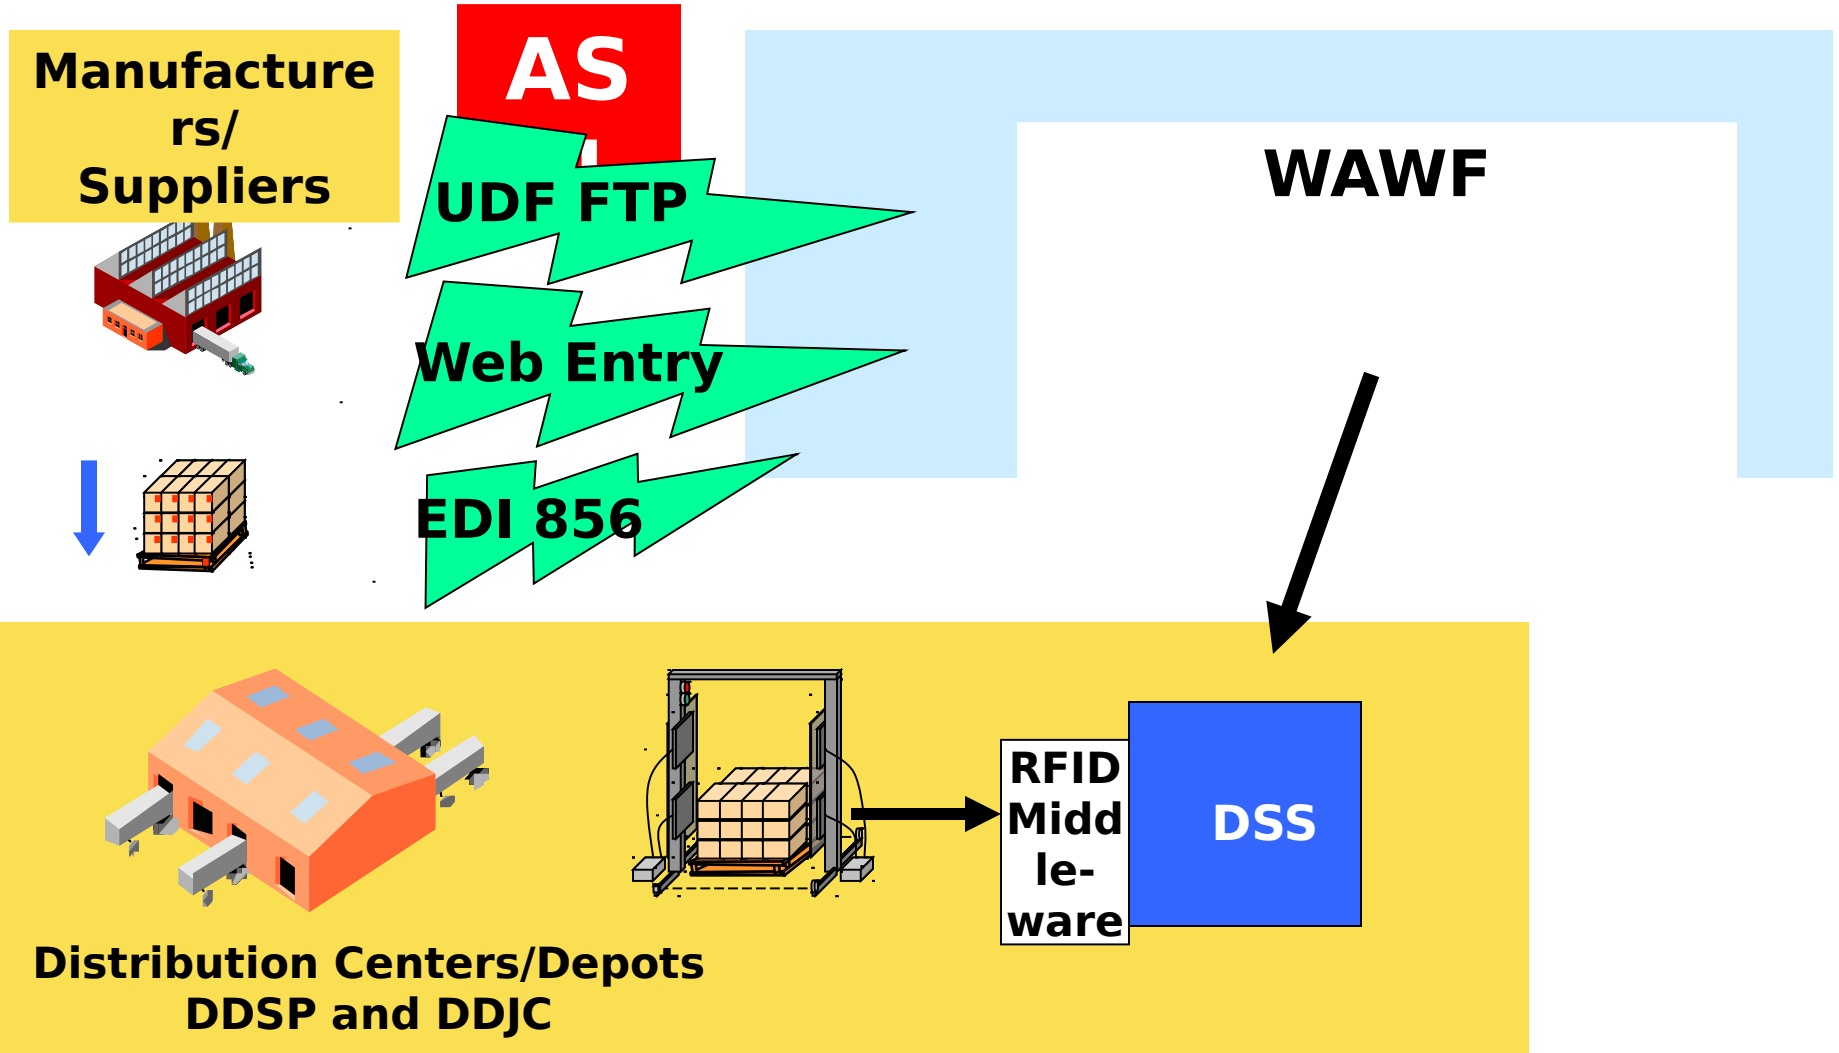 Manufacture
rs/
Suppliers
AS
UDF FTP
WAWF
Web Entry
EDI 856
RFID
Midd
le-
ware
DSS
Distribution Centers/Depots
DDSP and DDJC